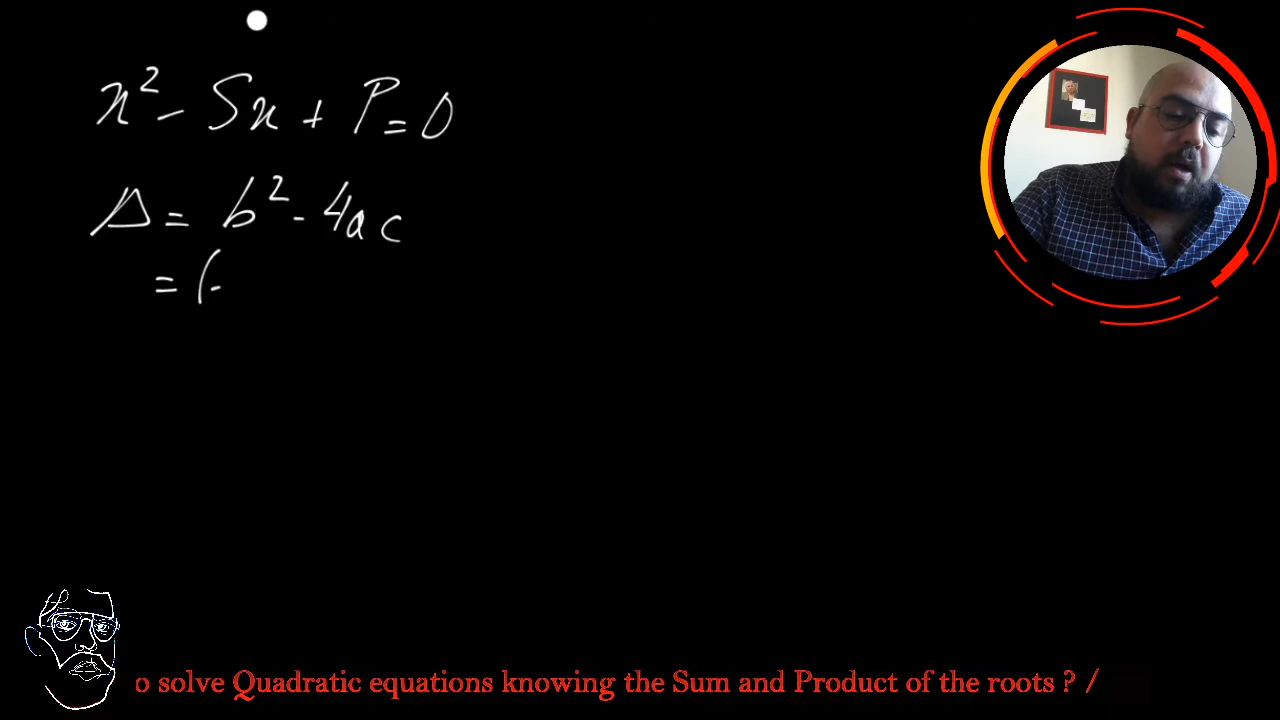 x² - Sx + P = 0
Δ = b² - 4ac
= (-
o solve Quadratic equations knowing the Sum and Product of the roots ? /